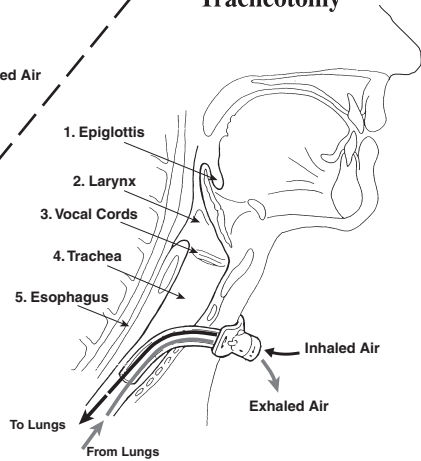 Tracheotomy
ed Air
1. Epiglottis
2. Larynx
3. Vocal Cords
4. Trachea
5. Esophagus
Inhaled Air
Exhaled Air
To Lungs
From Lungs